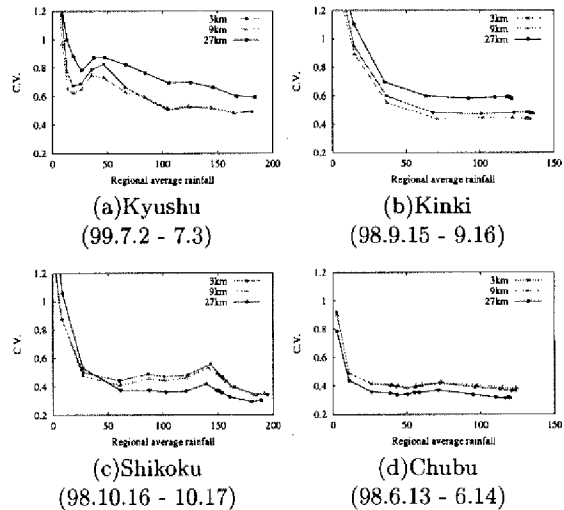 3km
9km
27km
C.V.
1.2
1
0.8
0.6
0.4
0.2
0 50 100 150 200
Regional average rainfall
(a)Kyushu
(99.7.2 - 7.3)
3km
9km
27km
C.V.
1.2
1
0.8
0.6
0.4
0.2
0 50 100 150
Regional average rainfall
(b)Kinki
(98.9.15 - 9.16)
3km
9km
27km
C.V.
1.2
1
0.8
0.6
0.4
0.2
0 50 100 150 200
Regional average rainfall
(c)Shikoku
(98.10.16 - 10.17)
3km
9km
27km
C.V.
1.2
1
0.8
0.6
0.4
0.2
0 50 100 150
Regional average rainfall
(d)Chubu
(98.6.13 - 6.14)